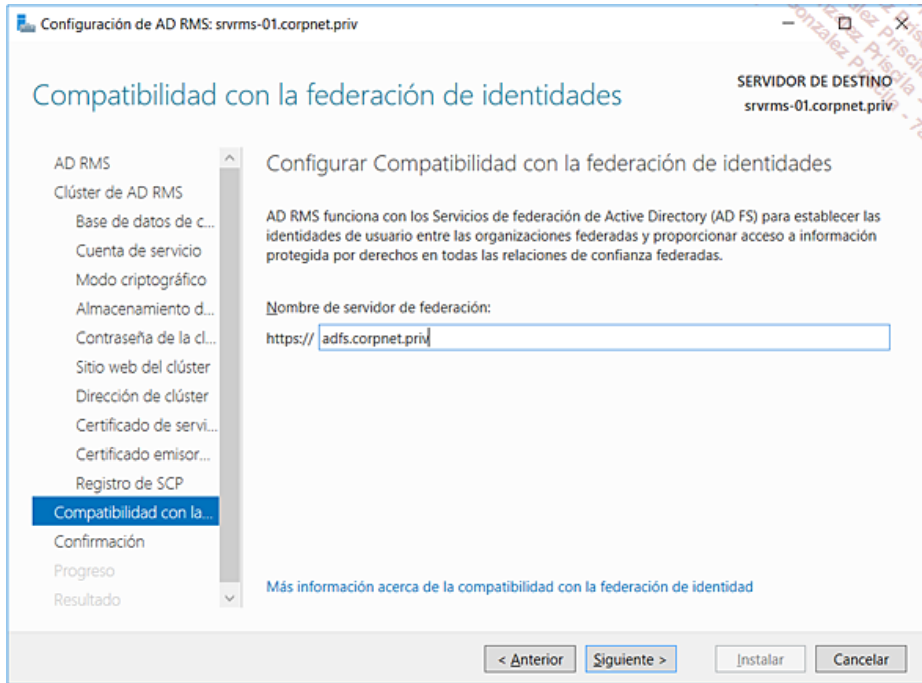 Configuración de AD RMS: srvrms-01.corpnet.priv
Compatibilidad con la federación de identidades
SERVIDOR DE DESTINO
srvrms-01.corpnet.priv
AD RMS
Clúster de AD RMS
Base de datos de c...
Cuenta de servicio
Modo criptográfico
Almacenamiento d...
Contraseña de la cl...
Sitio web del clúster
Dirección de clúster
Certificado de servi...
Certificado emisor...
Registro de SCP
Compatibilidad con la...
Confirmación
Progreso
Resultado
Configurar Compatibilidad con la federación de identidades
AD RMS funciona con los Servicios de federación de Active Directory (AD FS) para establecer las
identidades de usuario entre las organizaciones federadas y proporcionar acceso a información
protegida por derechos en todas las relaciones de confianza federadas.
Nombre de servidor de federación:
https:// adfs.corpnet.priv
Más información acerca de la compatibilidad con la federación de identidad
< Anterior Siguiente > Instalar Cancelar